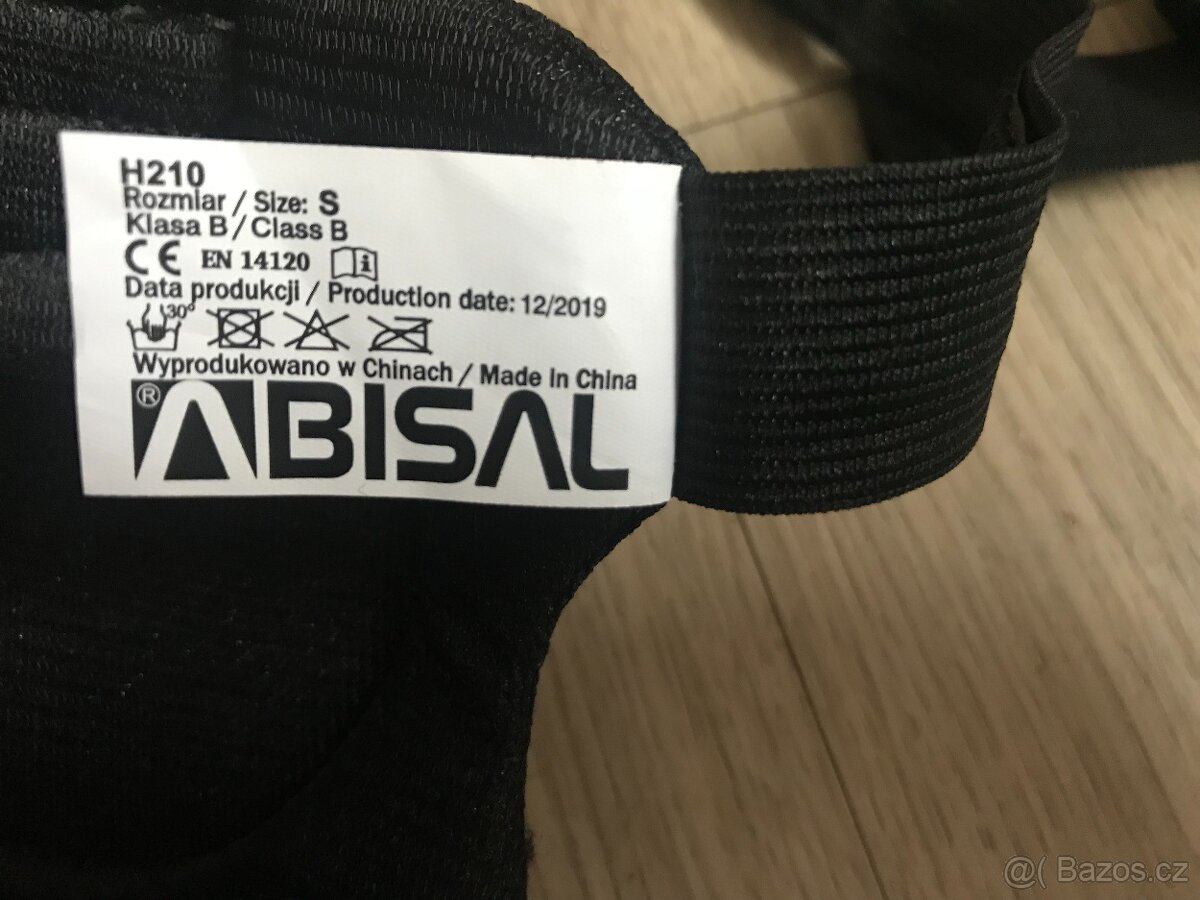 H210
Rozmiar / Size: S
Klasa B / Class B
CE EN 14120 i
Data produkcji / Production date: 12/2019
30°
Wyprodukowano w Chinach / Made in China
® ABISAL
@( Bazos.cz